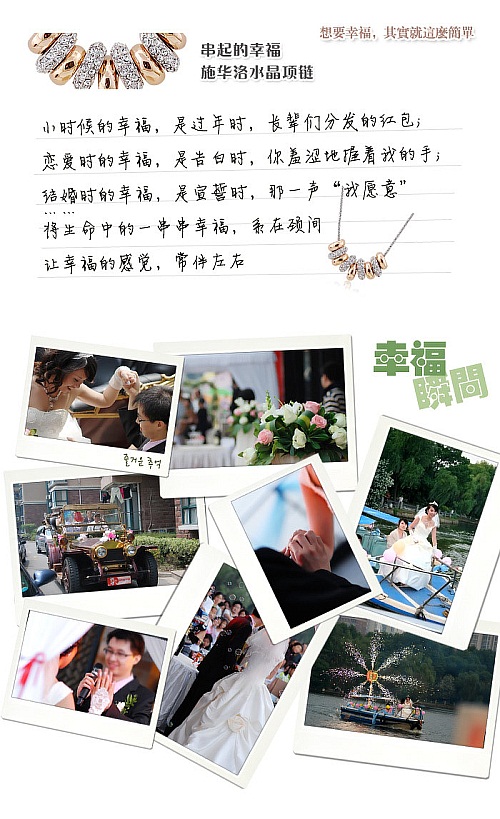 想要幸福，其實就這麼簡單
串起的幸福
施华洛水晶项链
小时候的幸福，是过年时，长辈们分发的红包；
恋爱时的幸福，是告白时，你羞涩地握着我的手；
结婚时的幸福，是宣誓时，那一声“我愿意”
……
将生命中的一串串幸福，系在颈间
让幸福的感觉，常伴左右
幸福
瞬間
즐거운 추억